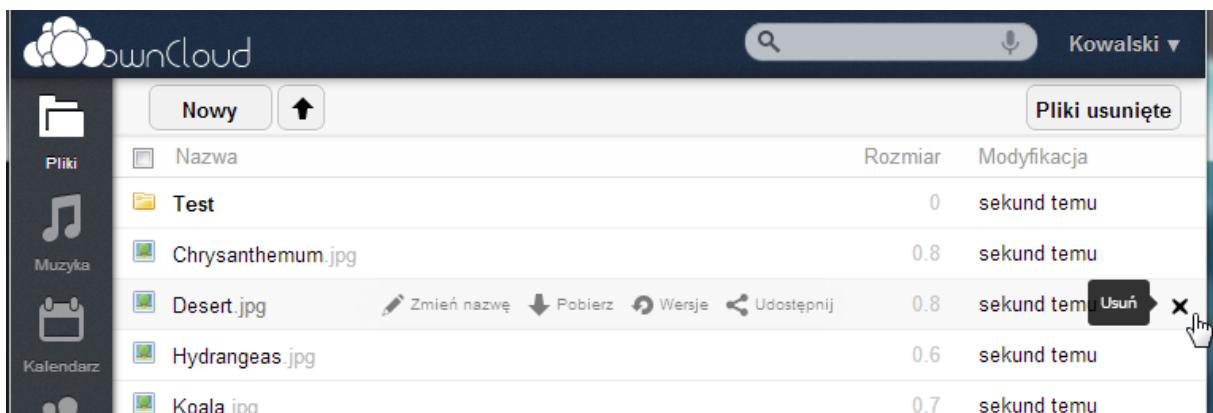 ownCloud
Kowalski ▾
Nowy
Pliki usunięte
Pliki
Nazwa Rozmiar Modyfikacja
Test 0 sekund temu
Muzyka
Chrysanthemum.jpg 0.8 sekund temu
Desert.jpg Zmień nazwę Pobierz Wersje Udostępnij 0.8 sekund temu Usuń
Kalendarz
Hydrangeas.jpg 0.6 sekund temu
Koala.jpg 0.7 sekund temu